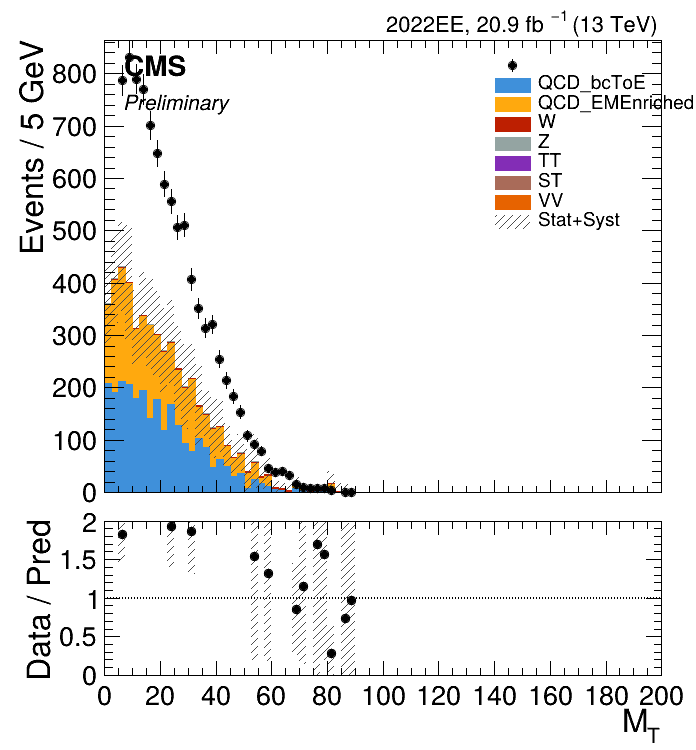 2022EE, 20.9 fb ⁻¹ (13 TeV)
CMS
Preliminary
Events / 5 GeV
800
700
600
500
400
300
200
100
0
QCD_bcToE
QCD_EMEnriched
W
Z
TT
ST
VV
Stat+Syst
Data / Pred
2
1.5
1
0.5
0
0 20 40 60 80 100 120 140 160 180 200
M_T